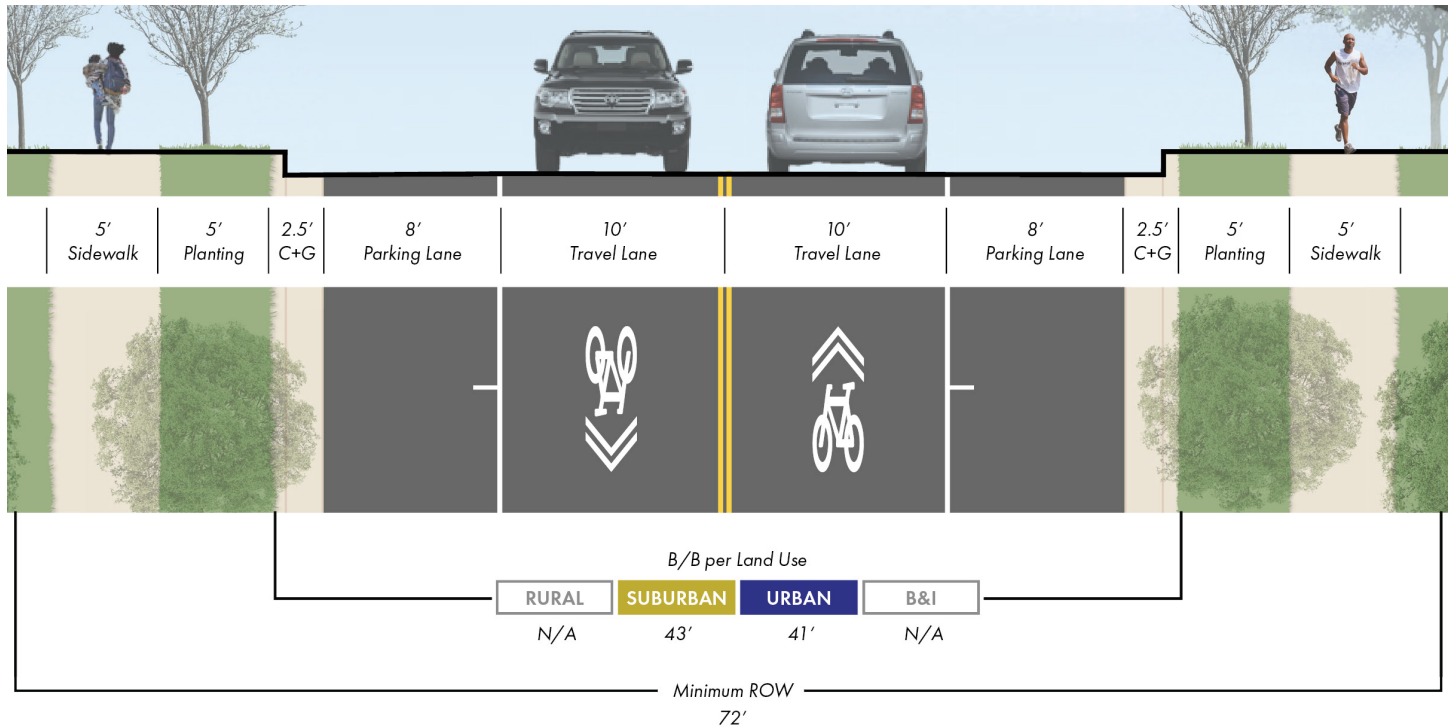 5’ 5’ 2.5’ 8’ 10’ 10’ 8’ 2.5’ 5’ 5’
Sidewalk Planting C+G Parking Lane Travel Lane Travel Lane Parking Lane C+G Planting Sidewalk
B/B per Land Use
RURAL SUBURBAN URBAN B&I
N/A 43’ 41’ N/A
Minimum ROW
72’